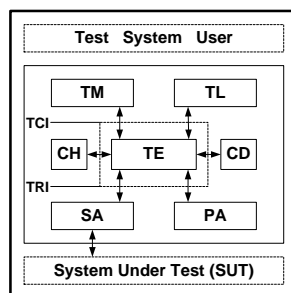 Test System User
TM
TL
TCI
CH
TE
CD
TRI
SA
PA
System Under Test (SUT)